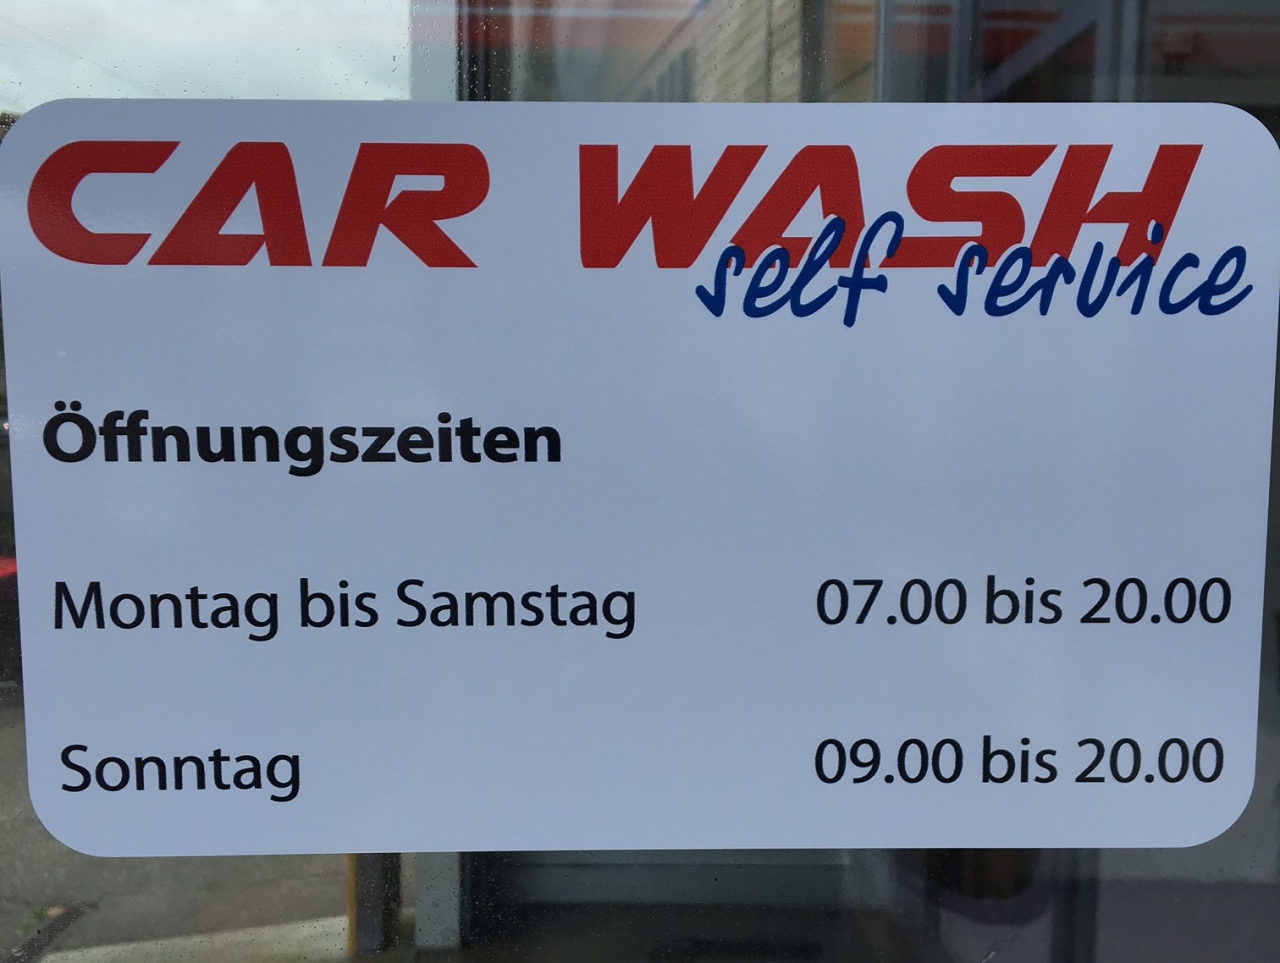 CAR WASH
self service
Öffnungszeiten
Montag bis Samstag 07.00 bis 20.00
Sonntag 09.00 bis 20.00